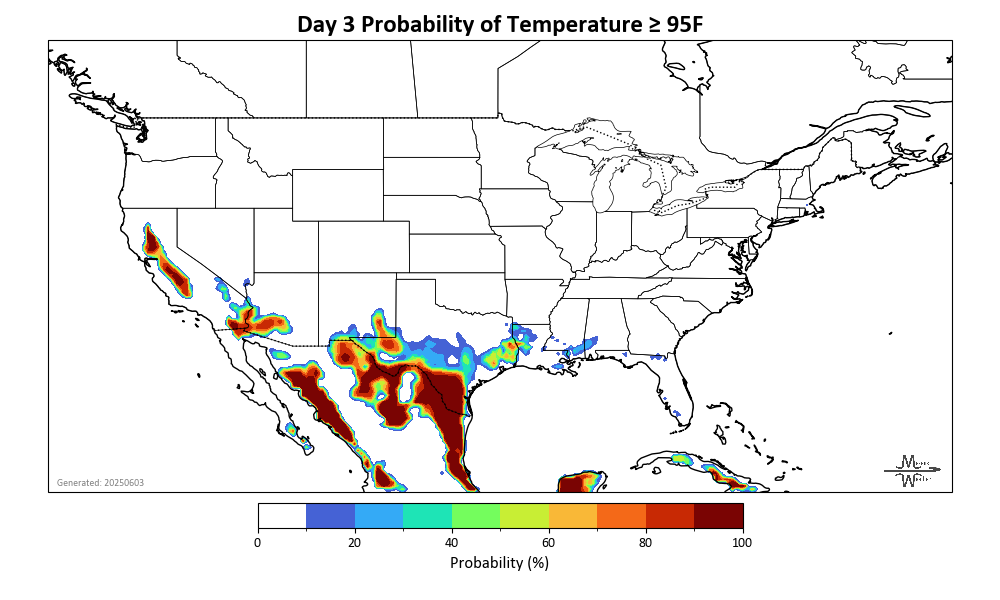 Day 3 Probability of Temperature ≥ 95F
Generated: 20250603
0 20 40 60 80 100
Probability (%)